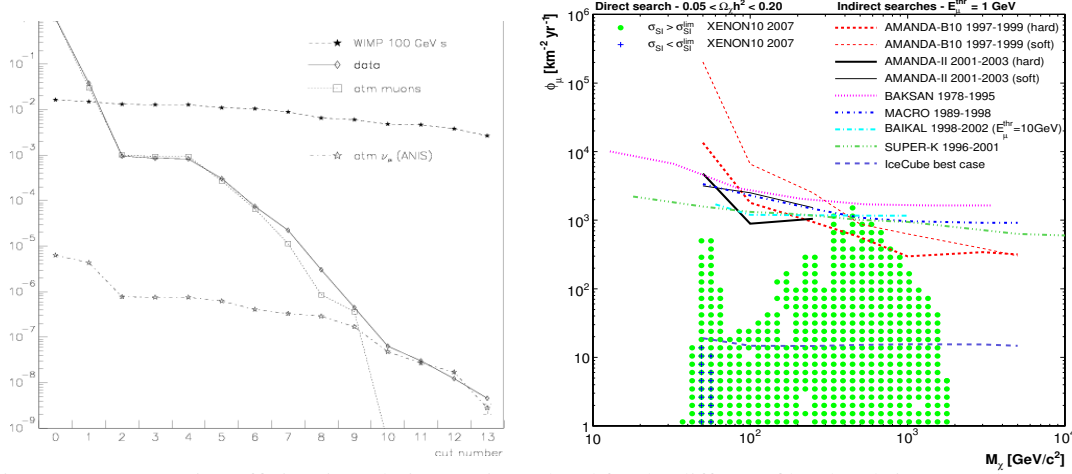 10^-1
10^-2
10^-3
10^-4
10^-5
10^-6
10^-7
10^-8
10^-9
0 1 2 3 4 5 6 7 8 9 10 11 12 13
cut number
WIMP 100 GeV s
data
atm muons
atm ν_μ (ANIS)
Direct search - 0.05 < Ω_χh² < 0.20
Indirect searches - E_μ^thr = 1 GeV
σ_SI > σ_SI^lim XENON10 2007
σ_SI < σ_SI^lim XENON10 2007
AMANDA-B10 1997-1999 (hard)
AMANDA-B10 1997-1999 (soft)
AMANDA-II 2001-2003 (hard)
AMANDA-II 2001-2003 (soft)
BAKSAN 1978-1995
MACRO 1989-1998
BAIKAL 1998-2002 (E_μ^thr=10GeV)
SUPER-K 1996-2001
IceCube best case
ϕ_μ [km^-2 yr^-1]
10^6
10^5
10^4
10^3
10^2
10
1
10 10^2 10^3 10^4
M_χ [GeV/c²]